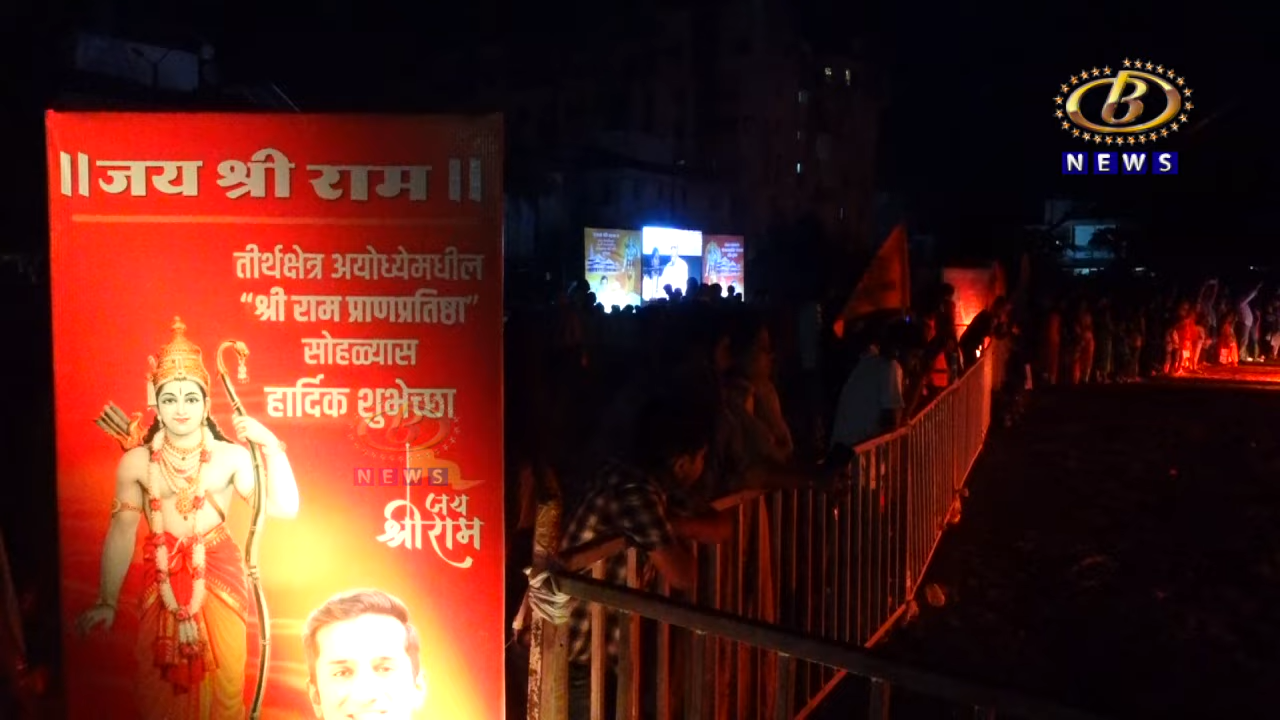 ॥जय श्री राम॥
तीर्थक्षेत्र अयोध्येमधील
"श्री राम प्राणप्रतिष्ठा"
सोहळ्यास
हार्दिक शुभेच्छा
NEWS
जय
श्रीराम
B
NEWS